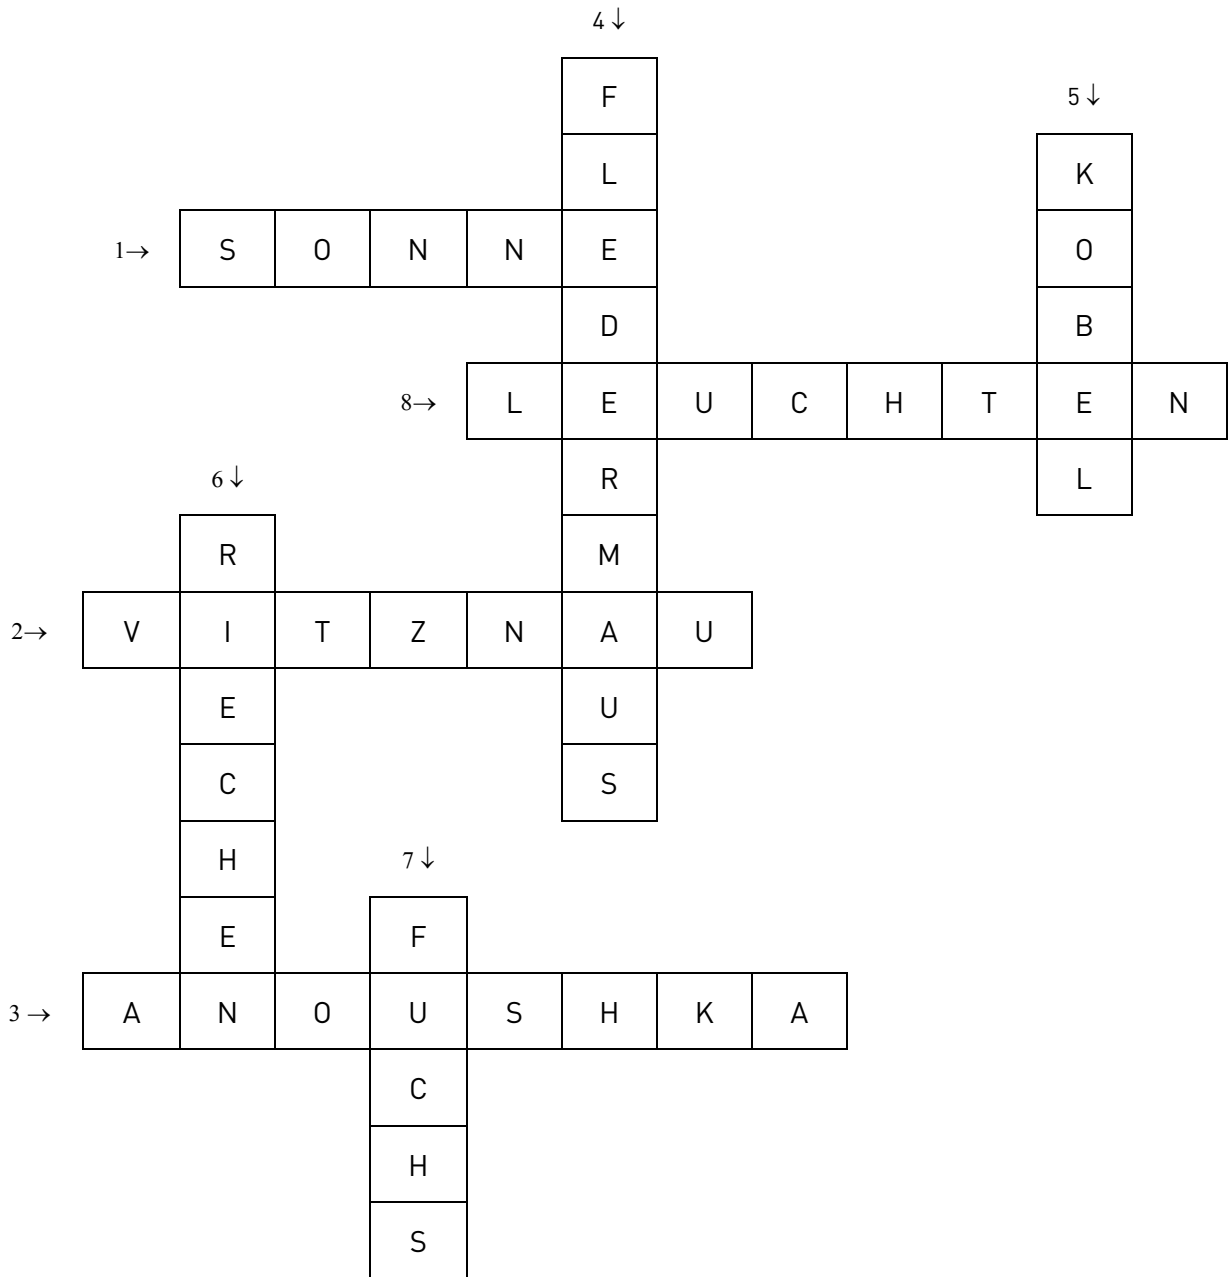 4 ↓
F
5 ↓
L K
1→ S O N N E O
D B
8→ L E U C H T E N
6 ↓ R L
R M
2→ V I T Z N A U
E U
C S
H 7 ↓
E F
3 → A N O U S H K A
C
H
S